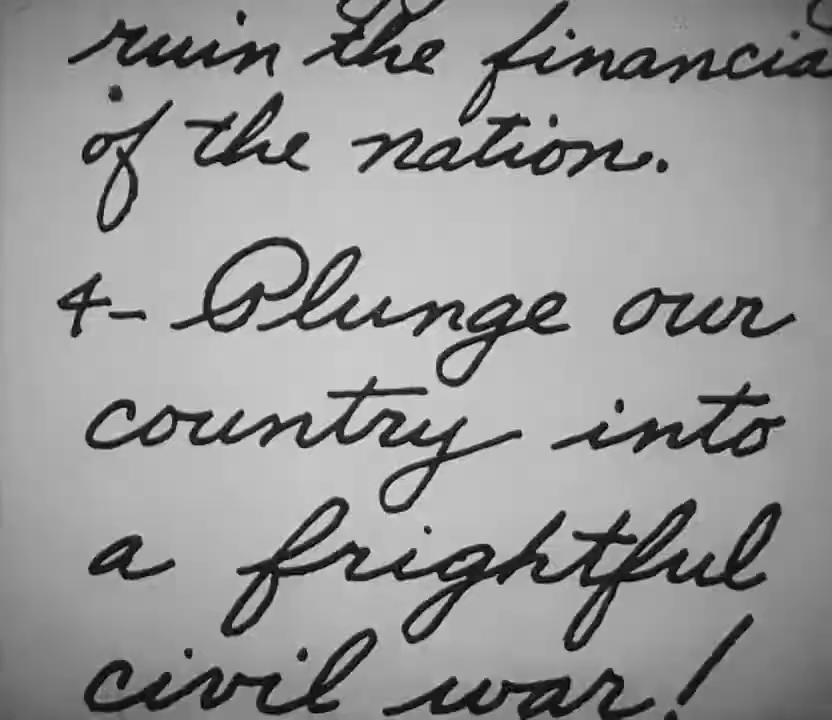 ruin the financia
of the nation.
4- Plunge our
country into
a frightful
civil war!